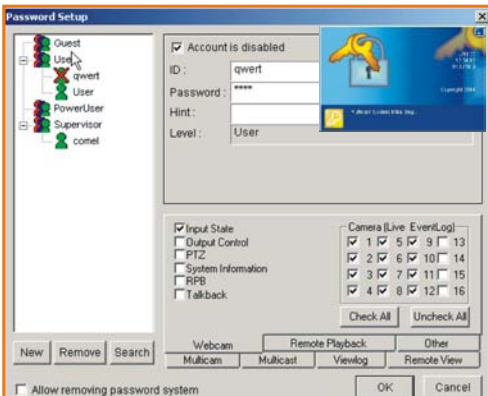 Password Setup
Guest
User
qwert
User
PowerUser
Supervisor
comel
Account is disabled
ID :
qwert
Password :
****
Hint :
Level :
User
Input State
Output Control
PTZ
System Information
RPB
Talkback
Camera (Live EventLog)
1 5 9 13
2 6 10 14
3 7 11 15
4 8 12 16
Check All
Uncheck All
Webcam
Remote Playback
Other
Multicam
Multicast
Viewlog
Remote View
New
Remove
Search
Allow removing password system
OK
Cancel